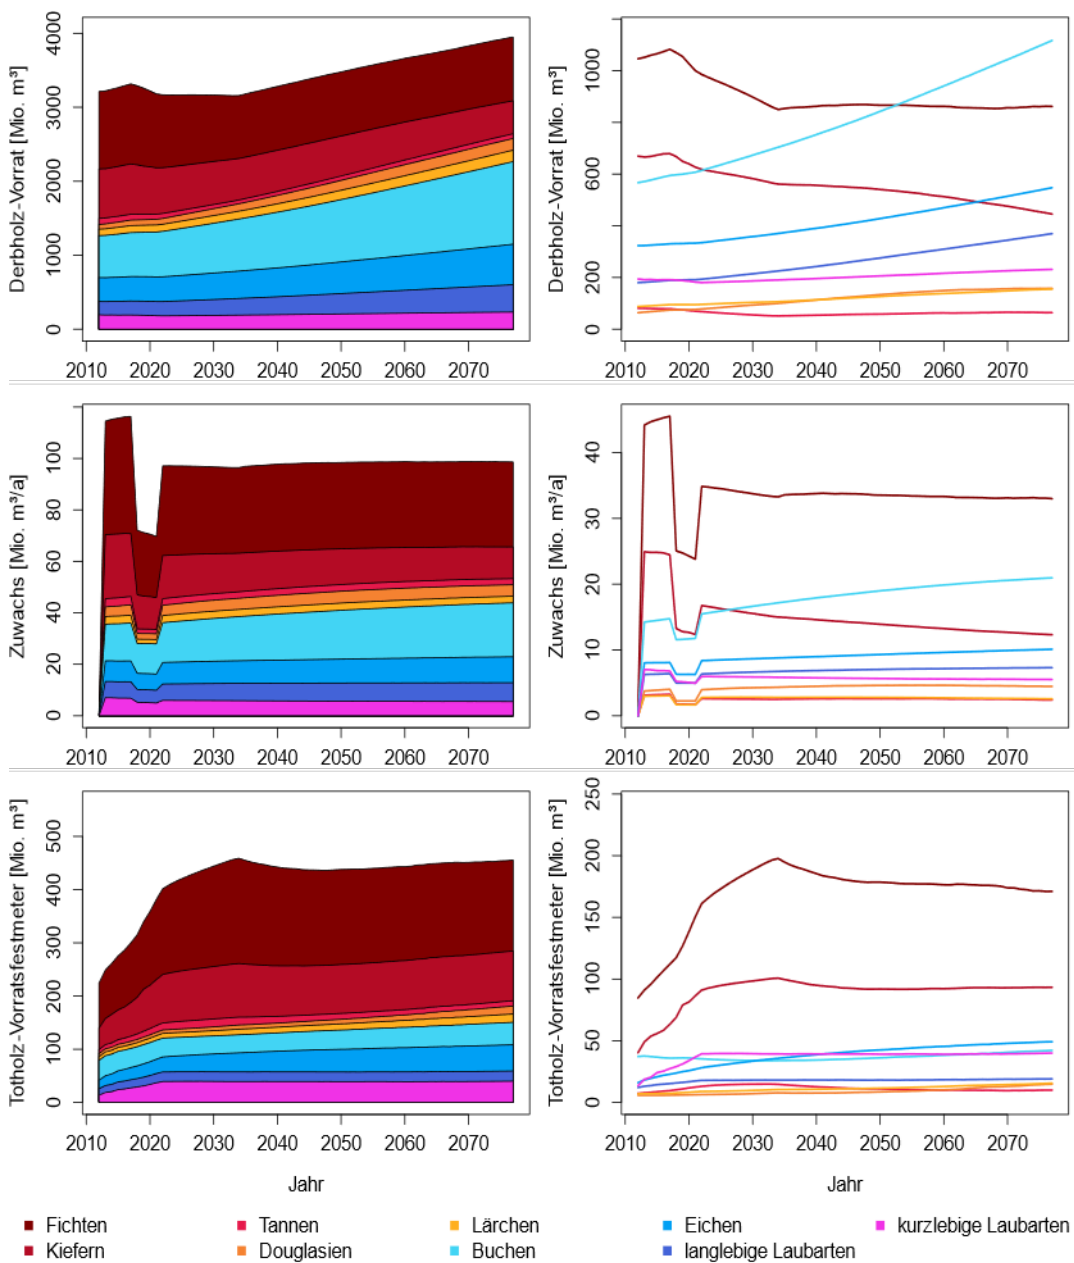 Derbholz-Vorrat [Mio. m³]
0 1000 2000 3000 4000
2010 2020 2030 2040 2050 2060 2070
Derbholz-Vorrat [Mio. m³]
0 200 600 1000
2010 2020 2030 2040 2050 2060 2070
Zuwachs [Mio. m³/a]
0 20 40 60 80 100
2010 2020 2030 2040 2050 2060 2070
Zuwachs [Mio. m³/a]
0 10 20 30 40
2010 2020 2030 2040 2050 2060 2070
Totholz-Vorratsfestmeter [Mio. m³]
0 100 200 300 400 500
2010 2020 2030 2040 2050 2060 2070
Totholz-Vorratsfestmeter [Mio. m³]
0 50 100 150 200 250
2010 2020 2030 2040 2050 2060 2070
Jahr Jahr
Fichten Tannen Lärchen Eichen kurzlebige Laubarten
Kiefern Douglasien Buchen langlebige Laubarten